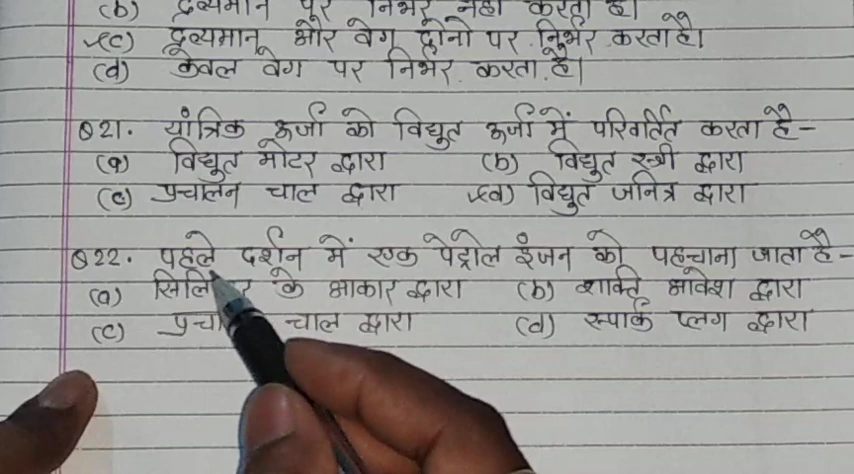 (b) द्रव्यमान पर निर्भर नहीं करता है।
(c) द्रव्यमान और वेग दोनो पर निर्भर करता है।
(d) केवल वेग पर निर्भर करता है।
Q21. यांत्रिक ऊर्जा को विद्युत ऊर्जा में परिवर्तित करता है-
(a) विद्युत मोटर द्वारा (b) विद्युत स्त्री द्वारा
(c) प्रचालन चाल द्वारा (d) विद्युत जनित्र द्वारा
Q22. पहले दर्शन में एक पेट्रोल इंजन को पहचाना जाता है-
(a) के आकार द्वारा (b) शक्ति आवेश द्वारा
(c) चाल द्वारा (d) स्पार्क प्लग द्वारा